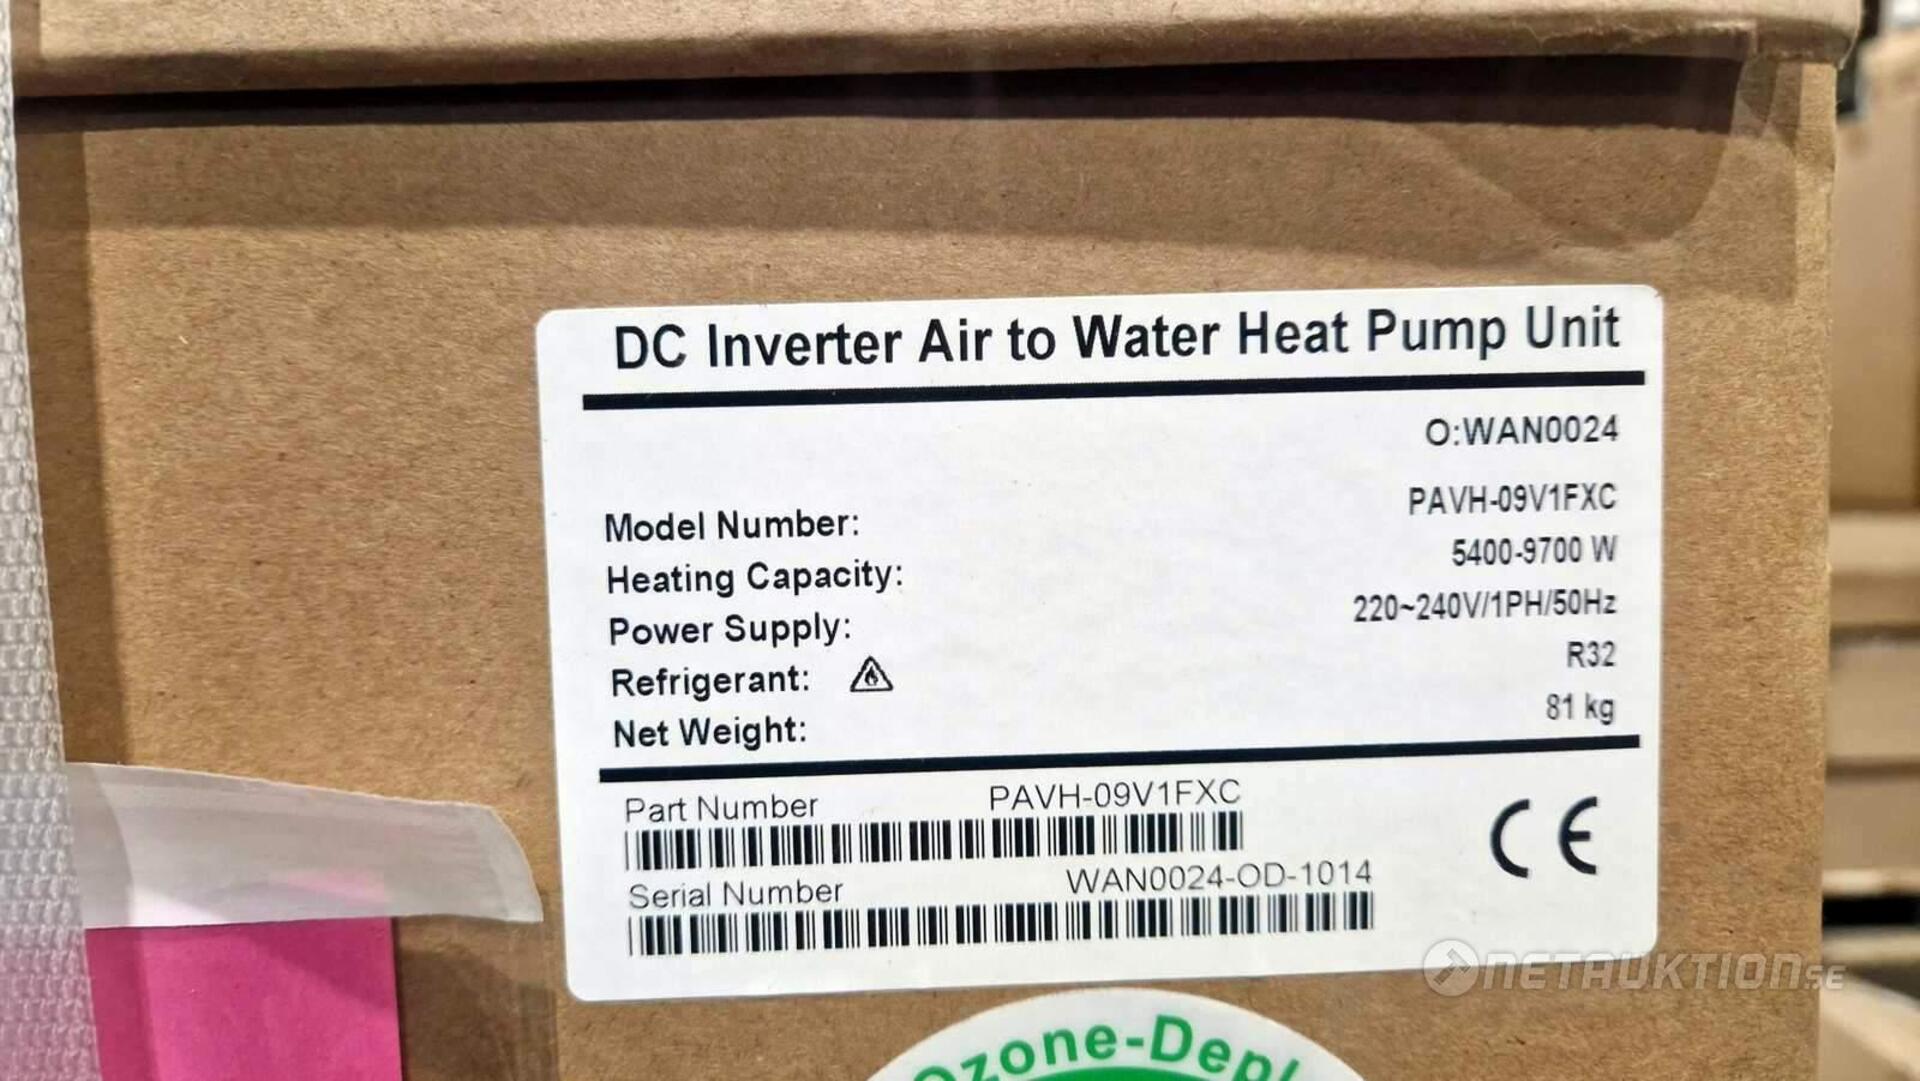 DC Inverter Air to Water Heat Pump Unit
O:WAN0024
Model Number: PAVH-09V1FXC
Heating Capacity: 5400-9700 W
Power Supply: 220~240V/1PH/50Hz
Refrigerant: R32
Net Weight: 81 kg
Part Number PAVH-09V1FXC
Serial Number WAN0024-OD-1014
CE
NETAUKTION.SE
Ozone-Depl